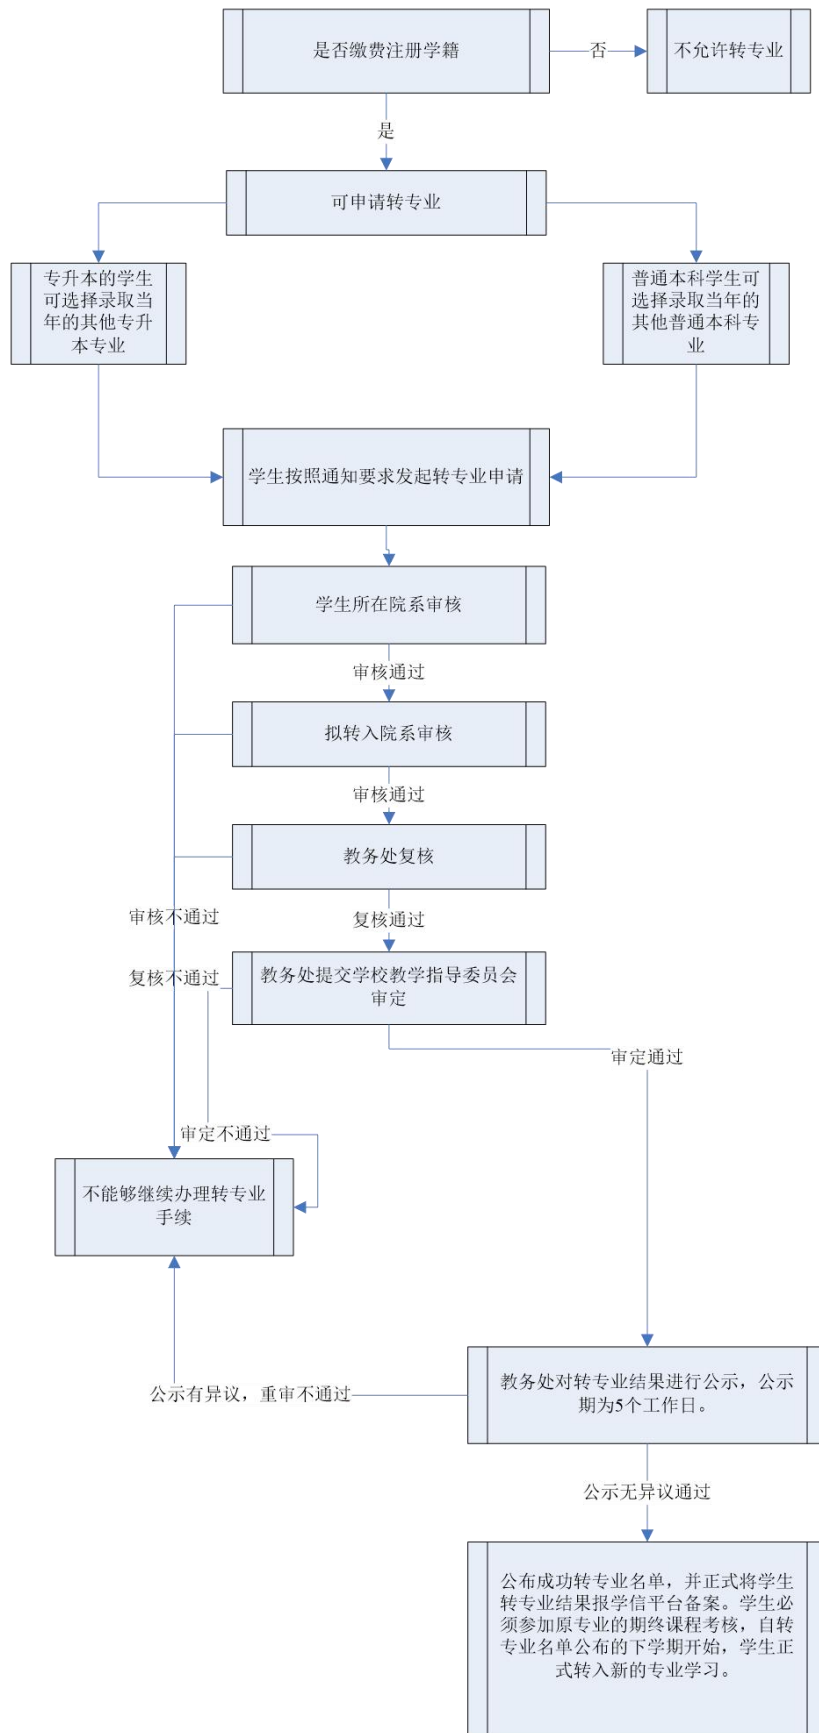 是否缴费注册学籍
否
不允许转专业
是
可申请转专业
专升本的学生
可选择录取当
年的其他专升
本专业
普通本科学生可
选择录取当年的
其他普通本科专
业
学生按照通知要求发起转专业申请
学生所在院系审核
审核通过
拟转入院系审核
审核通过
教务处复核
审核不通过
复核通过
复核不通过
教务处提交学校教学指导委员会
审定
审定通过
审定不通过
不能够继续办理转专业
手续
教务处对转专业结果进行公示，公示
期为5个工作日。
公示有异议，重审不通过
公示无异议通过
公布成功转专业名单，并正式将学生
转专业结果报学信平台备案。学生必
须参加原专业的期终课程考核，自转
专业名单公布的下学期开始，学生正
式转入新的专业学习。